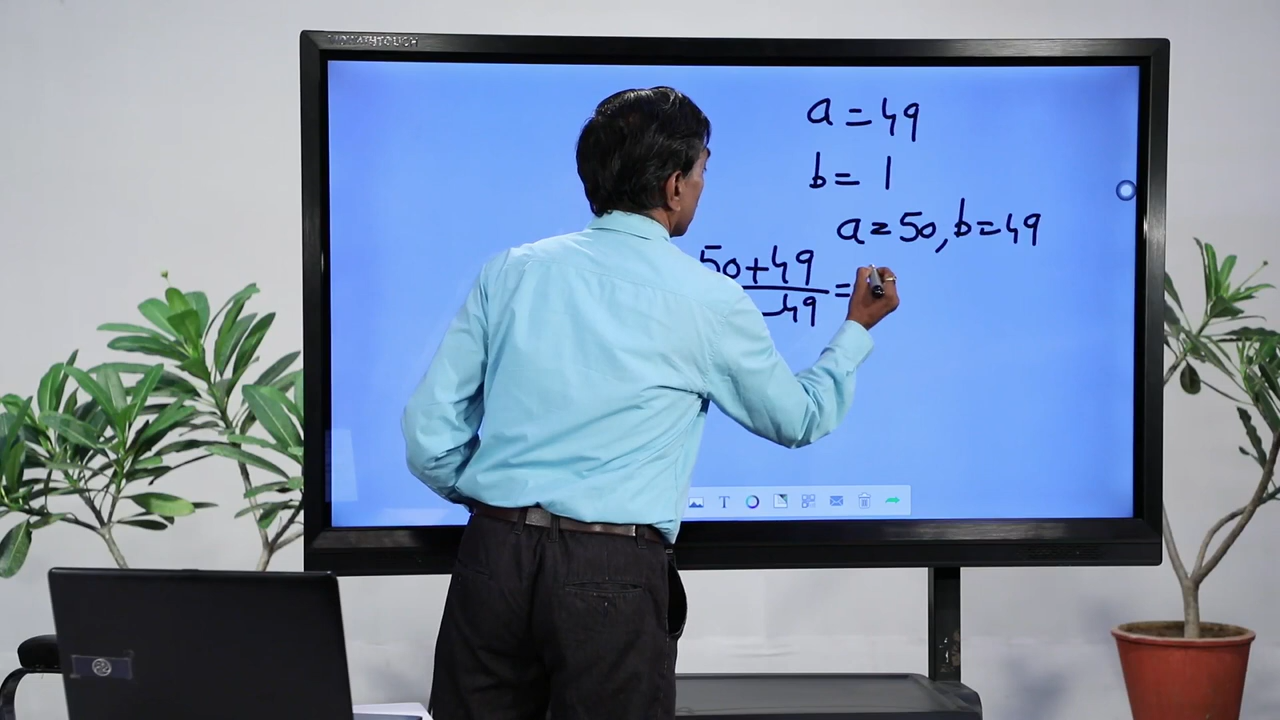 a = 49
b = 1
a = 50, b = 49
50+49
-49
=
T